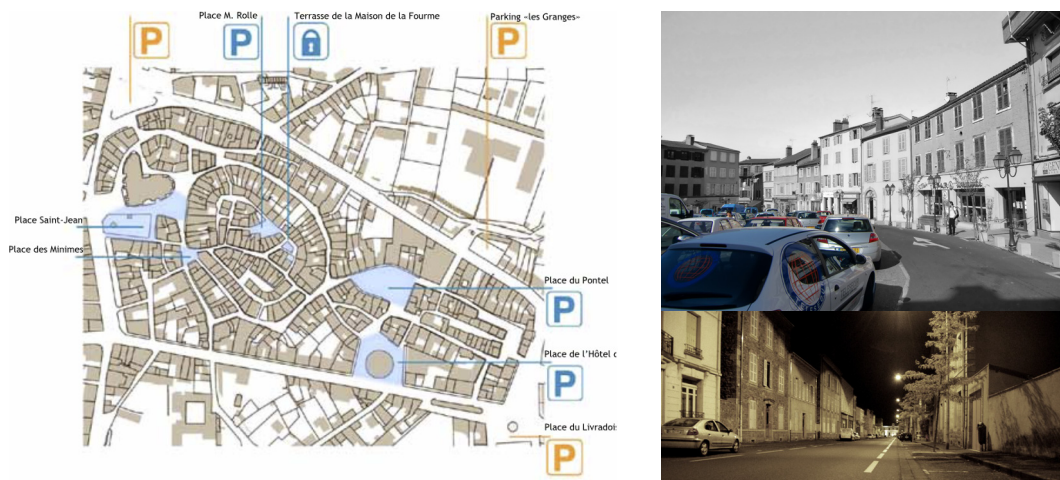 Place M. Rolle
Terrasse de la Maison de la Fourme
Parking «les Granges»
P
P
P
Place Saint-Jean
Place des Minimes
Place du Pontel
P
Place de l'Hôtel d
P
Place du Livradois
P